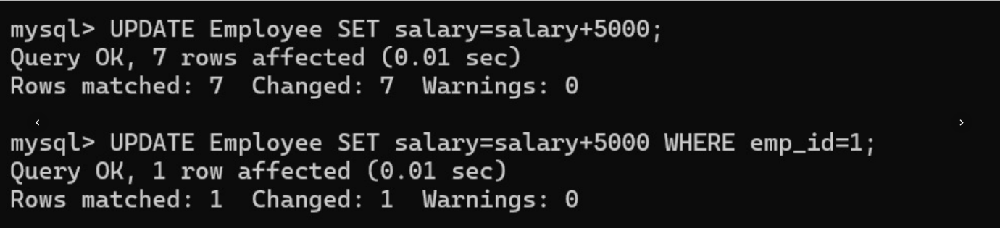 mysql> UPDATE Employee SET salary=salary+5000;
Query OK, 7 rows affected (0.01 sec)
Rows matched: 7  Changed: 7  Warnings: 0
mysql> UPDATE Employee SET salary=salary+5000 WHERE emp_id=1;
Query OK, 1 row affected (0.01 sec)
Rows matched: 1  Changed: 1  Warnings: 0